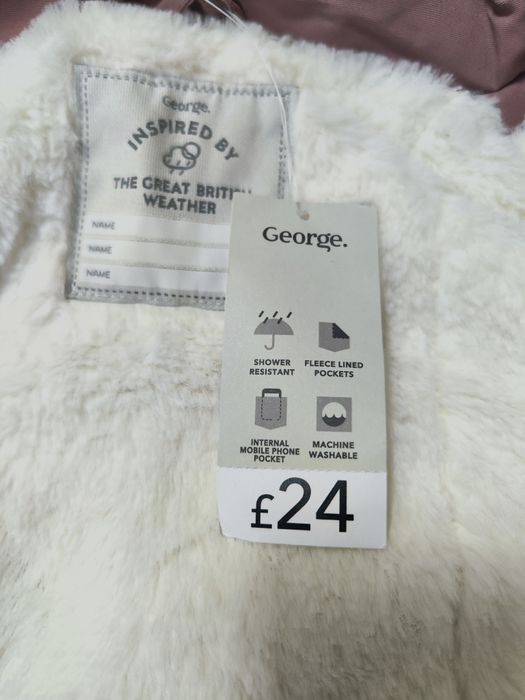 George.
INSPIRED BY
THE GREAT
WEATHER
NAME
NAME
NAME
George.
SHOWER
RESISTANT
FLEECE LINED
POCKETS
INTERNAL
MOBILE PHONE
POCKET
MACHINE
WASHABLE
£24